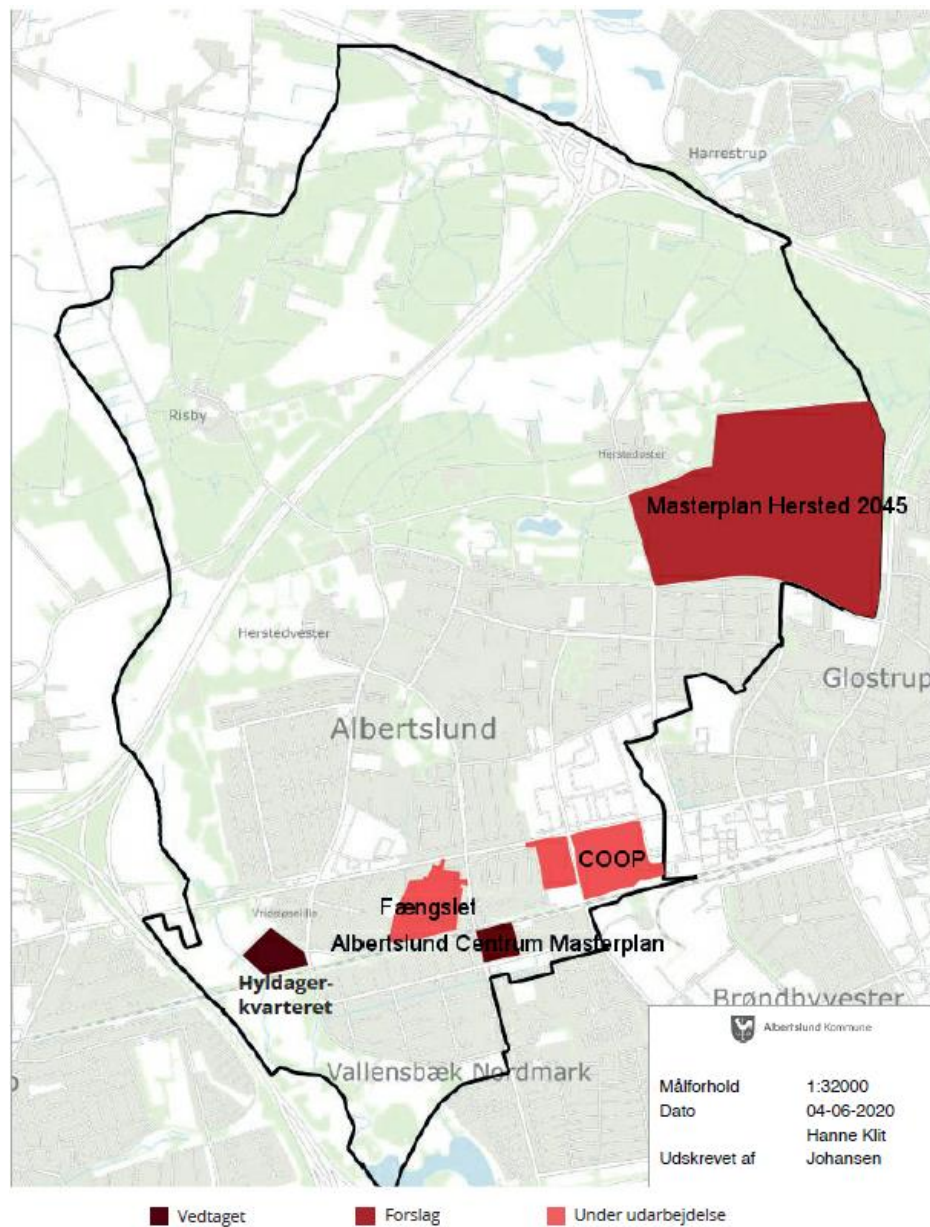 Harrestrup
Risby
Herstedøster
Masterplan Hersted 2045
Herstedvester
Glostrup
Albertslund
COOP
Fængslet
Vridsløselille
Albertslund Centrum Masterplan
Hyldager-
kvarteret
Brøndbyvester
Vallensbæk Nordmark
Albertslund Kommune
Målforhold 1:32000
Dato 04-06-2020
Hanne Klit
Udskrevet af Johansen
Vedtaget Forslag Under udarbejdelse